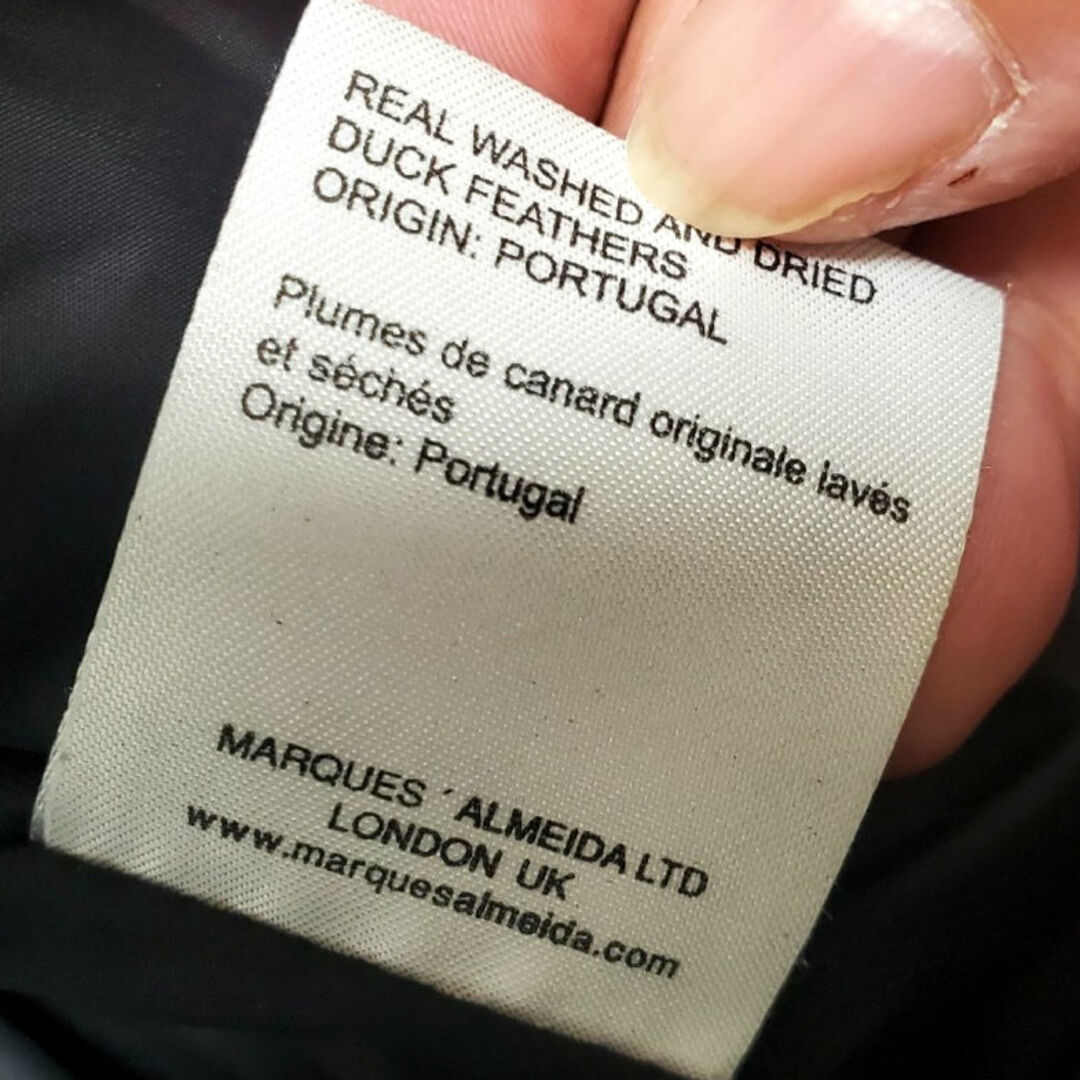 REAL WASHED AND DRIED
DUCK FEATHERS
ORIGIN: PORTUGAL
Plumes de canard originale lavés
et séchés
Origine: Portugal
MARQUES ´ALMEIDA LTD
LONDON UK
www.marquesalmeida.com